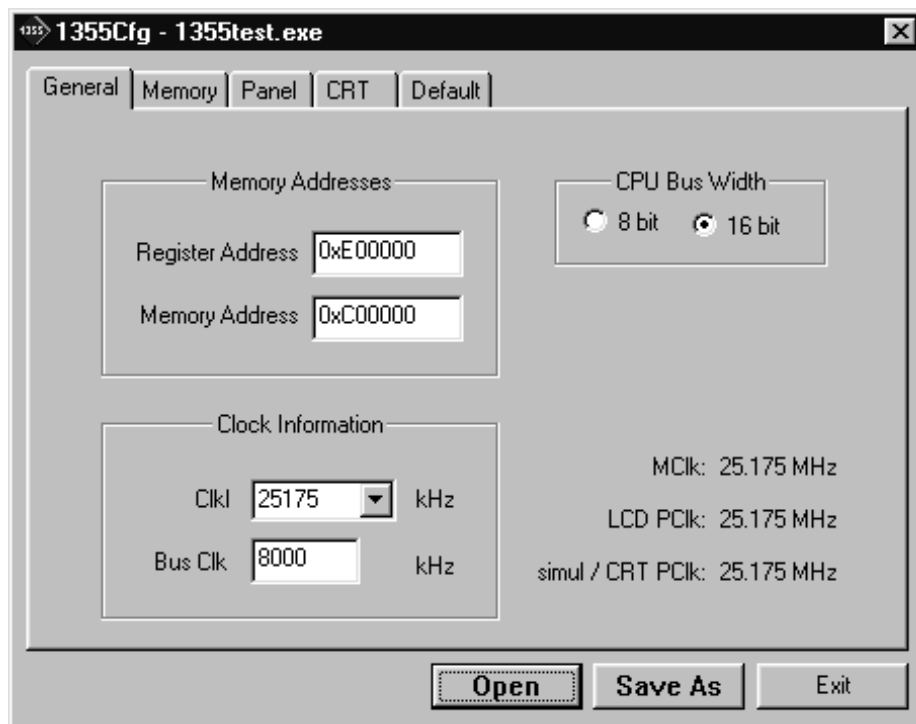 1355 1355Cfg - 1355test.exe
General Memory Panel CRT Default
Memory Addresses
Register Address 0xE00000
Memory Address 0xC00000
CPU Bus Width
8 bit 16 bit
Clock Information
ClkI 25175 kHz
Bus Clk 8000 kHz
MClk: 25.175 MHz
LCD PClk: 25.175 MHz
simul / CRT PClk: 25.175 MHz
Open Save As Exit